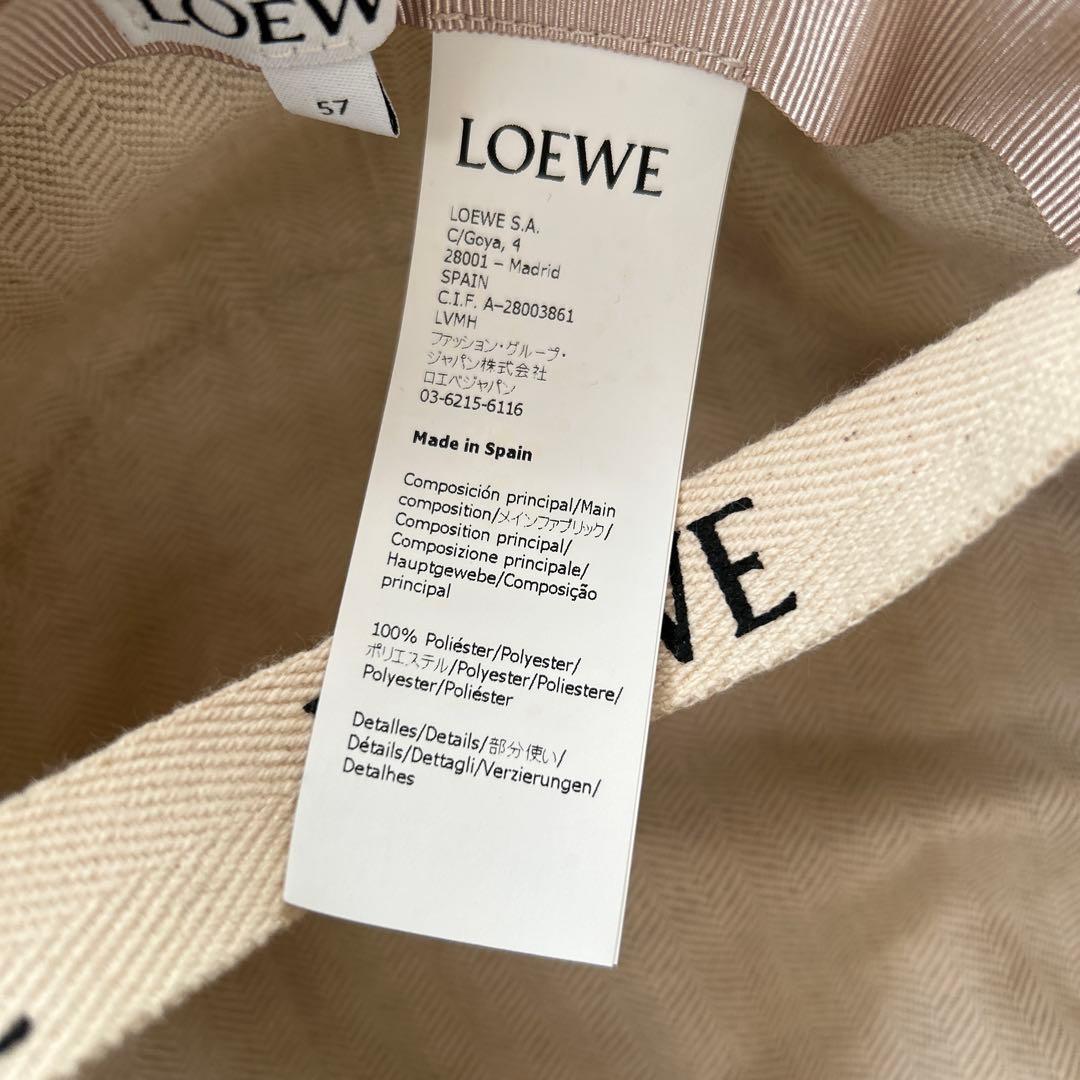 LOEW
57
LOEWE
LOEWE S.A.
C/Goya, 4
28001 – Madrid
SPAIN
C.I.F. A-28003861
LVMH
ファッション・グループ・
ジャパン株式会社
ロエベジャパン
03-6215-6116
Made in Spain
Composición principal/Main
composition/メインファブリック/
Composition principal/
Composizione principale/
Hauptgewebe/Composição
principal
100% Poliéster/Polyester/
ポリエステル/Polyester/Poliestere/
Polyester/Poliéster
Detalles/Details/部分使い/
Détails/Dettagli/Verzierungen/
Detalhes
WE